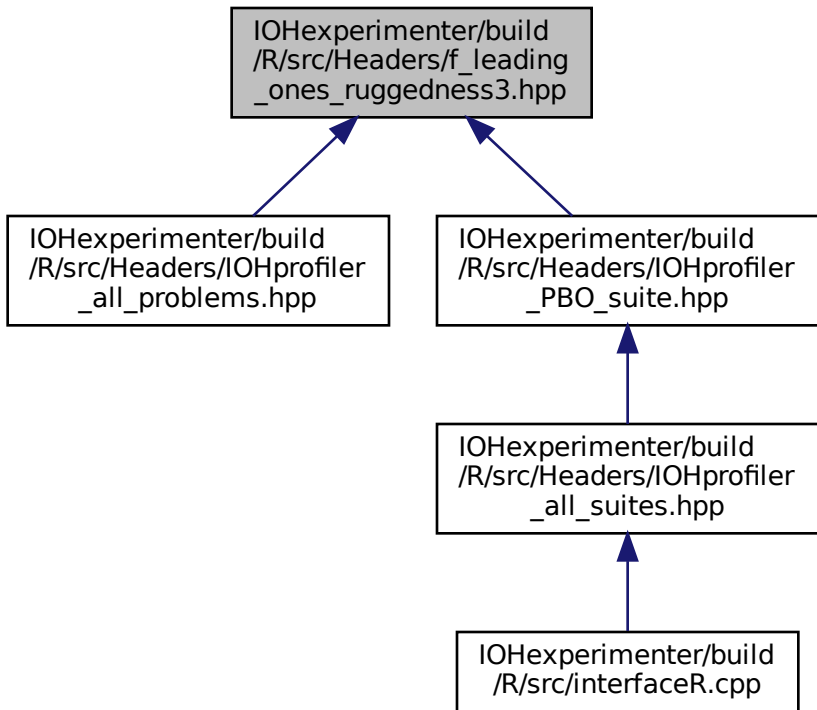 IOHexperimenter/build
/R/src/Headers/f_leading
_ones_ruggedness3.hpp
IOHexperimenter/build
/R/src/Headers/IOHprofiler
_all_problems.hpp
IOHexperimenter/build
/R/src/Headers/IOHprofiler
_PBO_suite.hpp
IOHexperimenter/build
/R/src/Headers/IOHprofiler
_all_suites.hpp
IOHexperimenter/build
/R/src/interfaceR.cpp